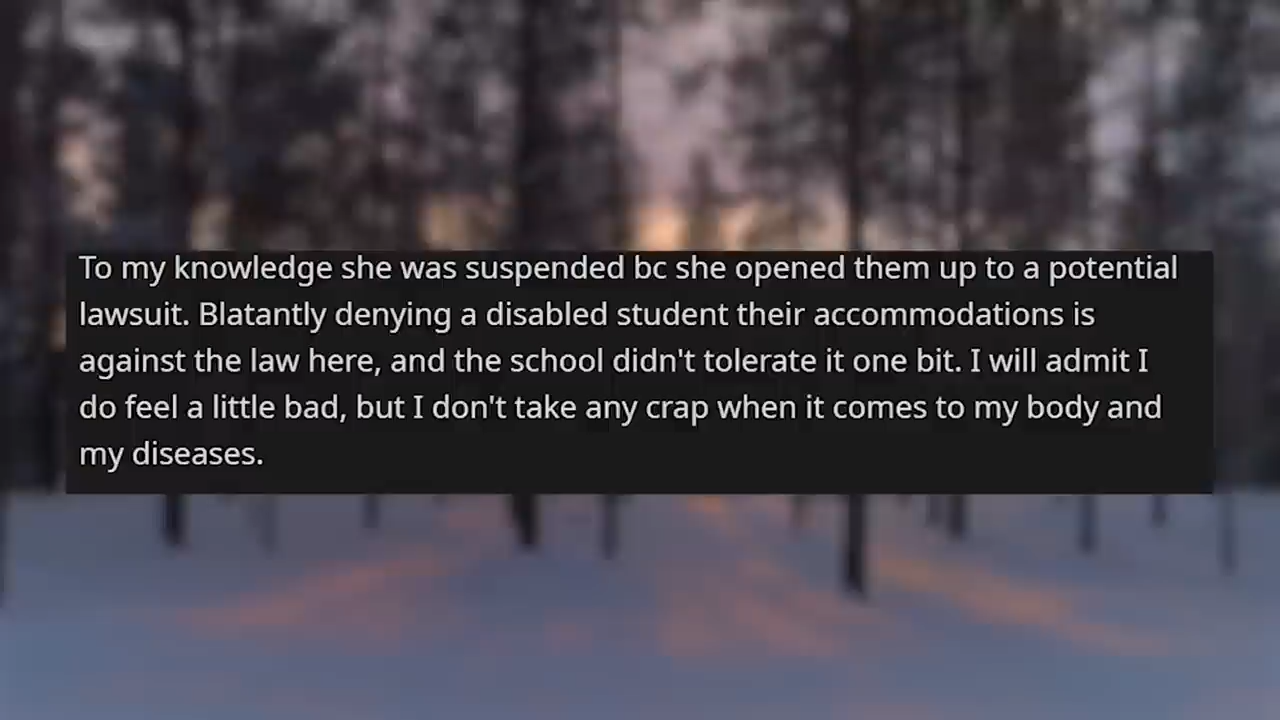 To my knowledge she was suspended bc she opened them up to a potential
lawsuit. Blatantly denying a disabled student their accommodations is
against the law here, and the school didn't tolerate it one bit. I will admit I
do feel a little bad, but I don't take any crap when it comes to my body and
my diseases.